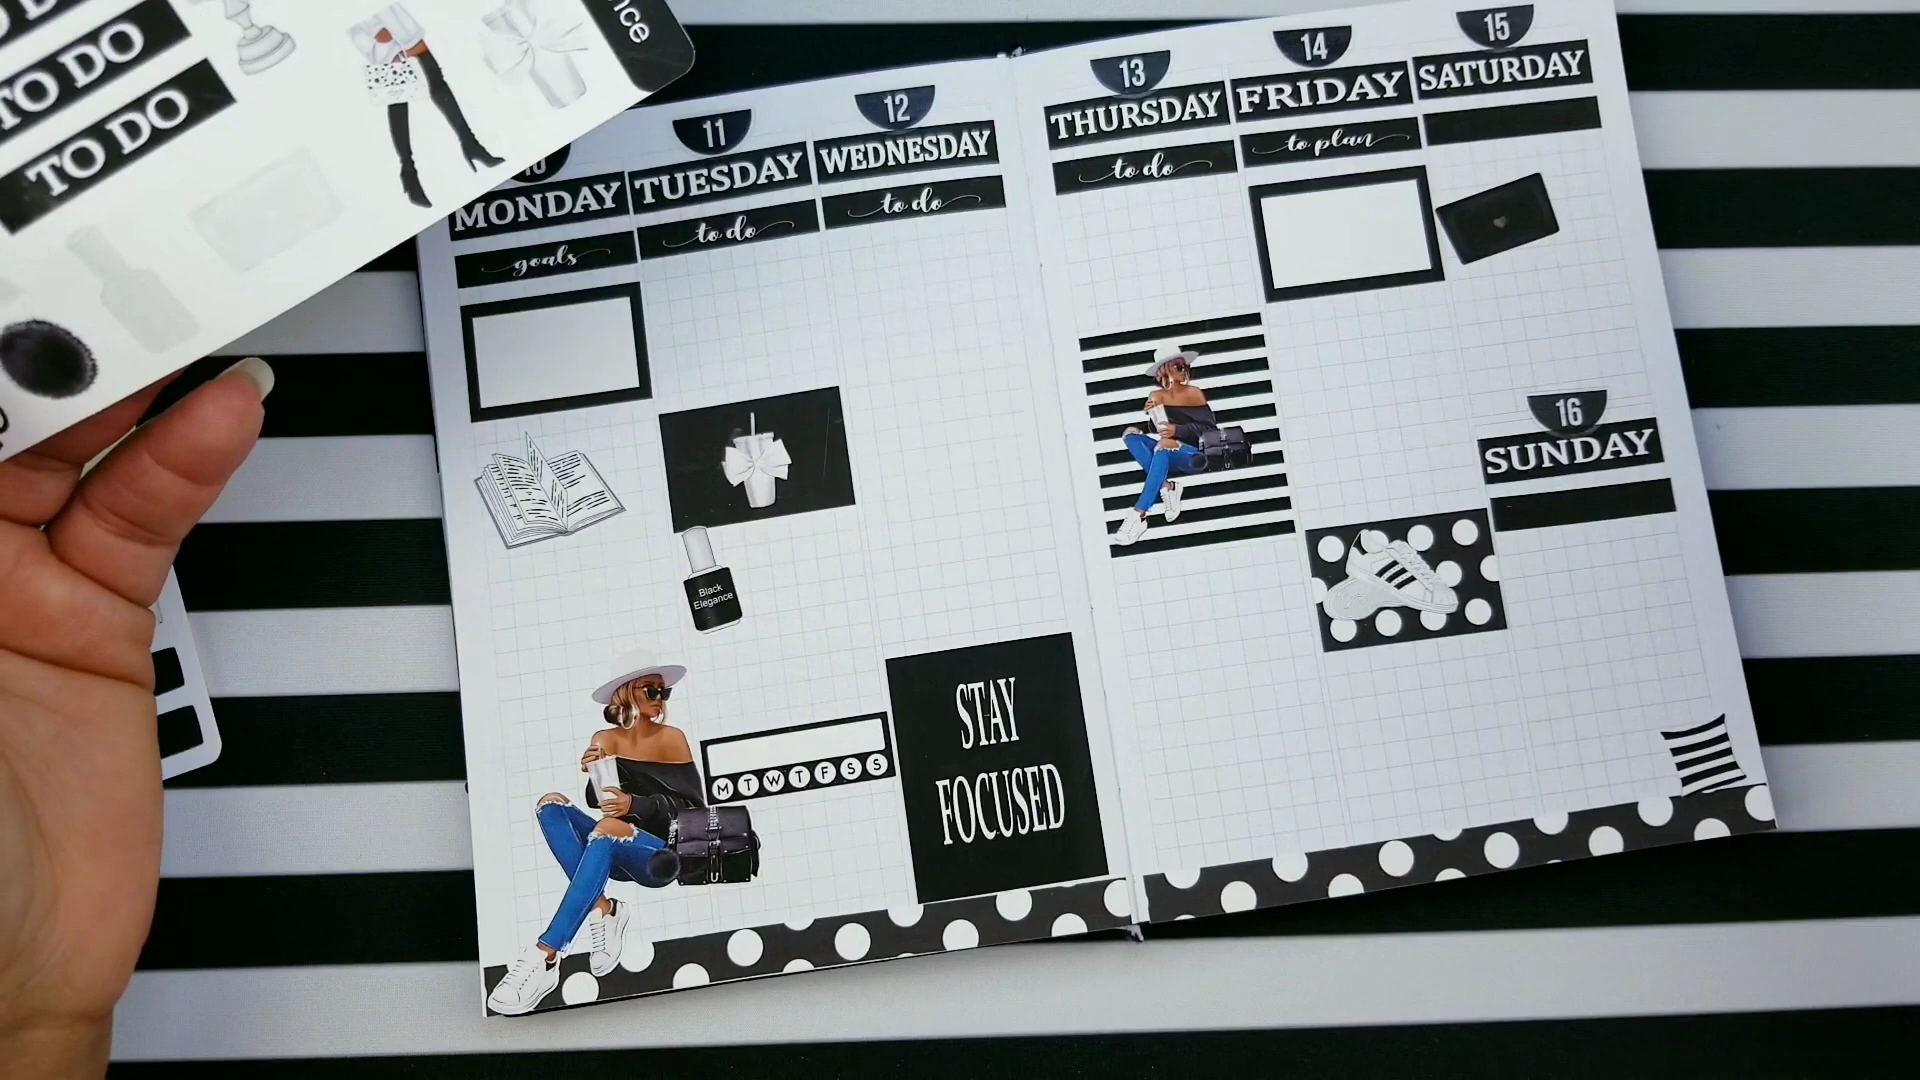 TO DO
TO DO
10
11
12
13
14
15
MONDAY
TUESDAY
WEDNESDAY
THURSDAY
FRIDAY
SATURDAY
goals
to do
to do
to do
to plan
16
SUNDAY
Black
Elegance
M T W T F S S
STAY
FOCUSED